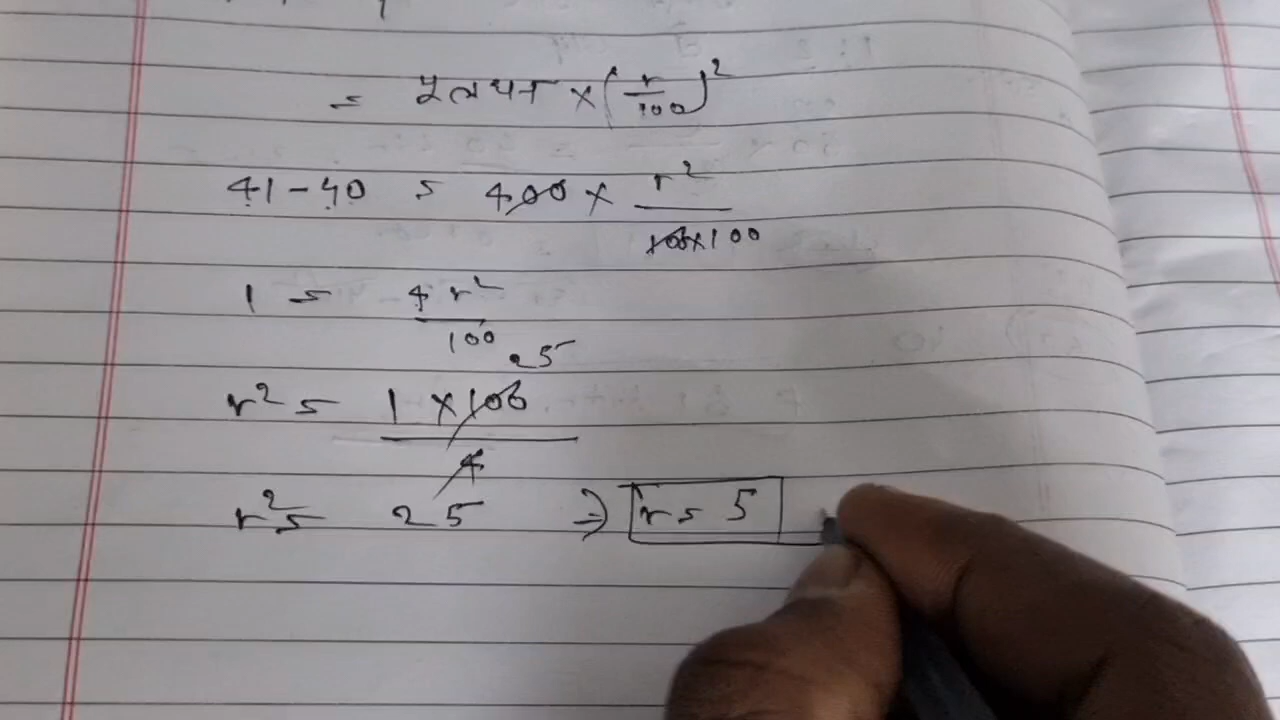 = मूलधन × (r/100)²
41 - 40 = 400 × r²/100×100
1 = 4r²/100
r² = 1 × 100/4 25
r² = 25 ⇒ r = 5